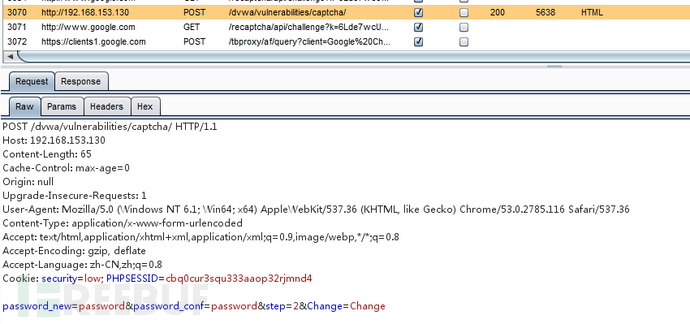 3070 http://192.168.153.130 POST /dvwa/vulnerabilities/captcha/ 200 5638 HTML
3071 http://www.google.com GET /recaptcha/api/challenge?k=6Lde7wcU...
3072 https://clients1.google.com POST /tbproxy/af/query?client=Google%20Ch...
Request Response
Raw Params Headers Hex
POST /dvwa/vulnerabilities/captcha/ HTTP/1.1
Host: 192.168.153.130
Content-Length: 65
Cache-Control: max-age=0
Origin: null
Upgrade-Insecure-Requests: 1
User-Agent: Mozilla/5.0 (Windows NT 6.1; Win64; x64) AppleWebKit/537.36 (KHTML, like Gecko) Chrome/53.0.2785.116 Safari/537.36
Content-Type: application/x-www-form-urlencoded
Accept: text/html,application/xhtml+xml,application/xml;q=0.9,image/webp,*/*;q=0.8
Accept-Encoding: gzip, deflate
Accept-Language: zh-CN,zh;q=0.8
Cookie: security=low; PHPSESSID=cbq0cur3squ333aaop32rjmnd4
password_new=password&password_conf=password&step=2&Change=Change
FREEBUF